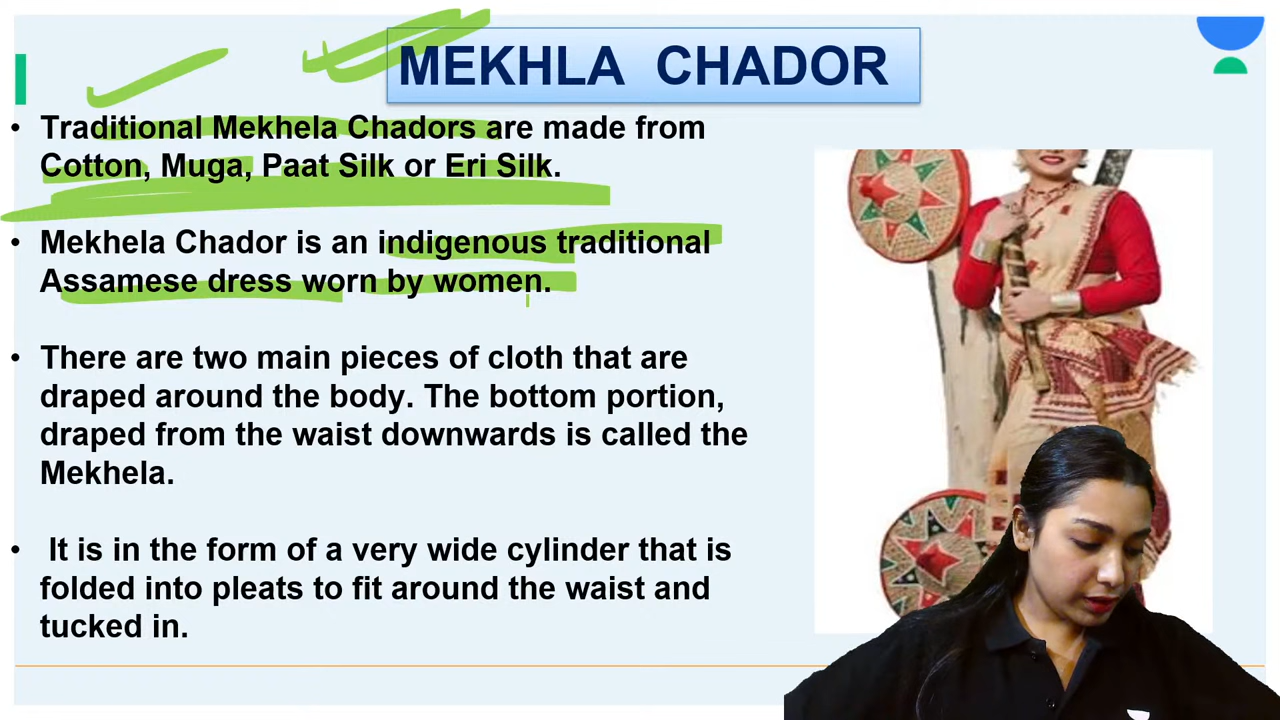 MEKHLA CHADOR
• Traditional Mekhela Chadors are made from
Cotton, Muga, Paat Silk or Eri Silk.
• Mekhela Chador is an indigenous traditional
Assamese dress worn by women.
• There are two main pieces of cloth that are
draped around the body. The bottom portion,
draped from the waist downwards is called the
Mekhela.
• It is in the form of a very wide cylinder that is
folded into pleats to fit around the waist and
tucked in.